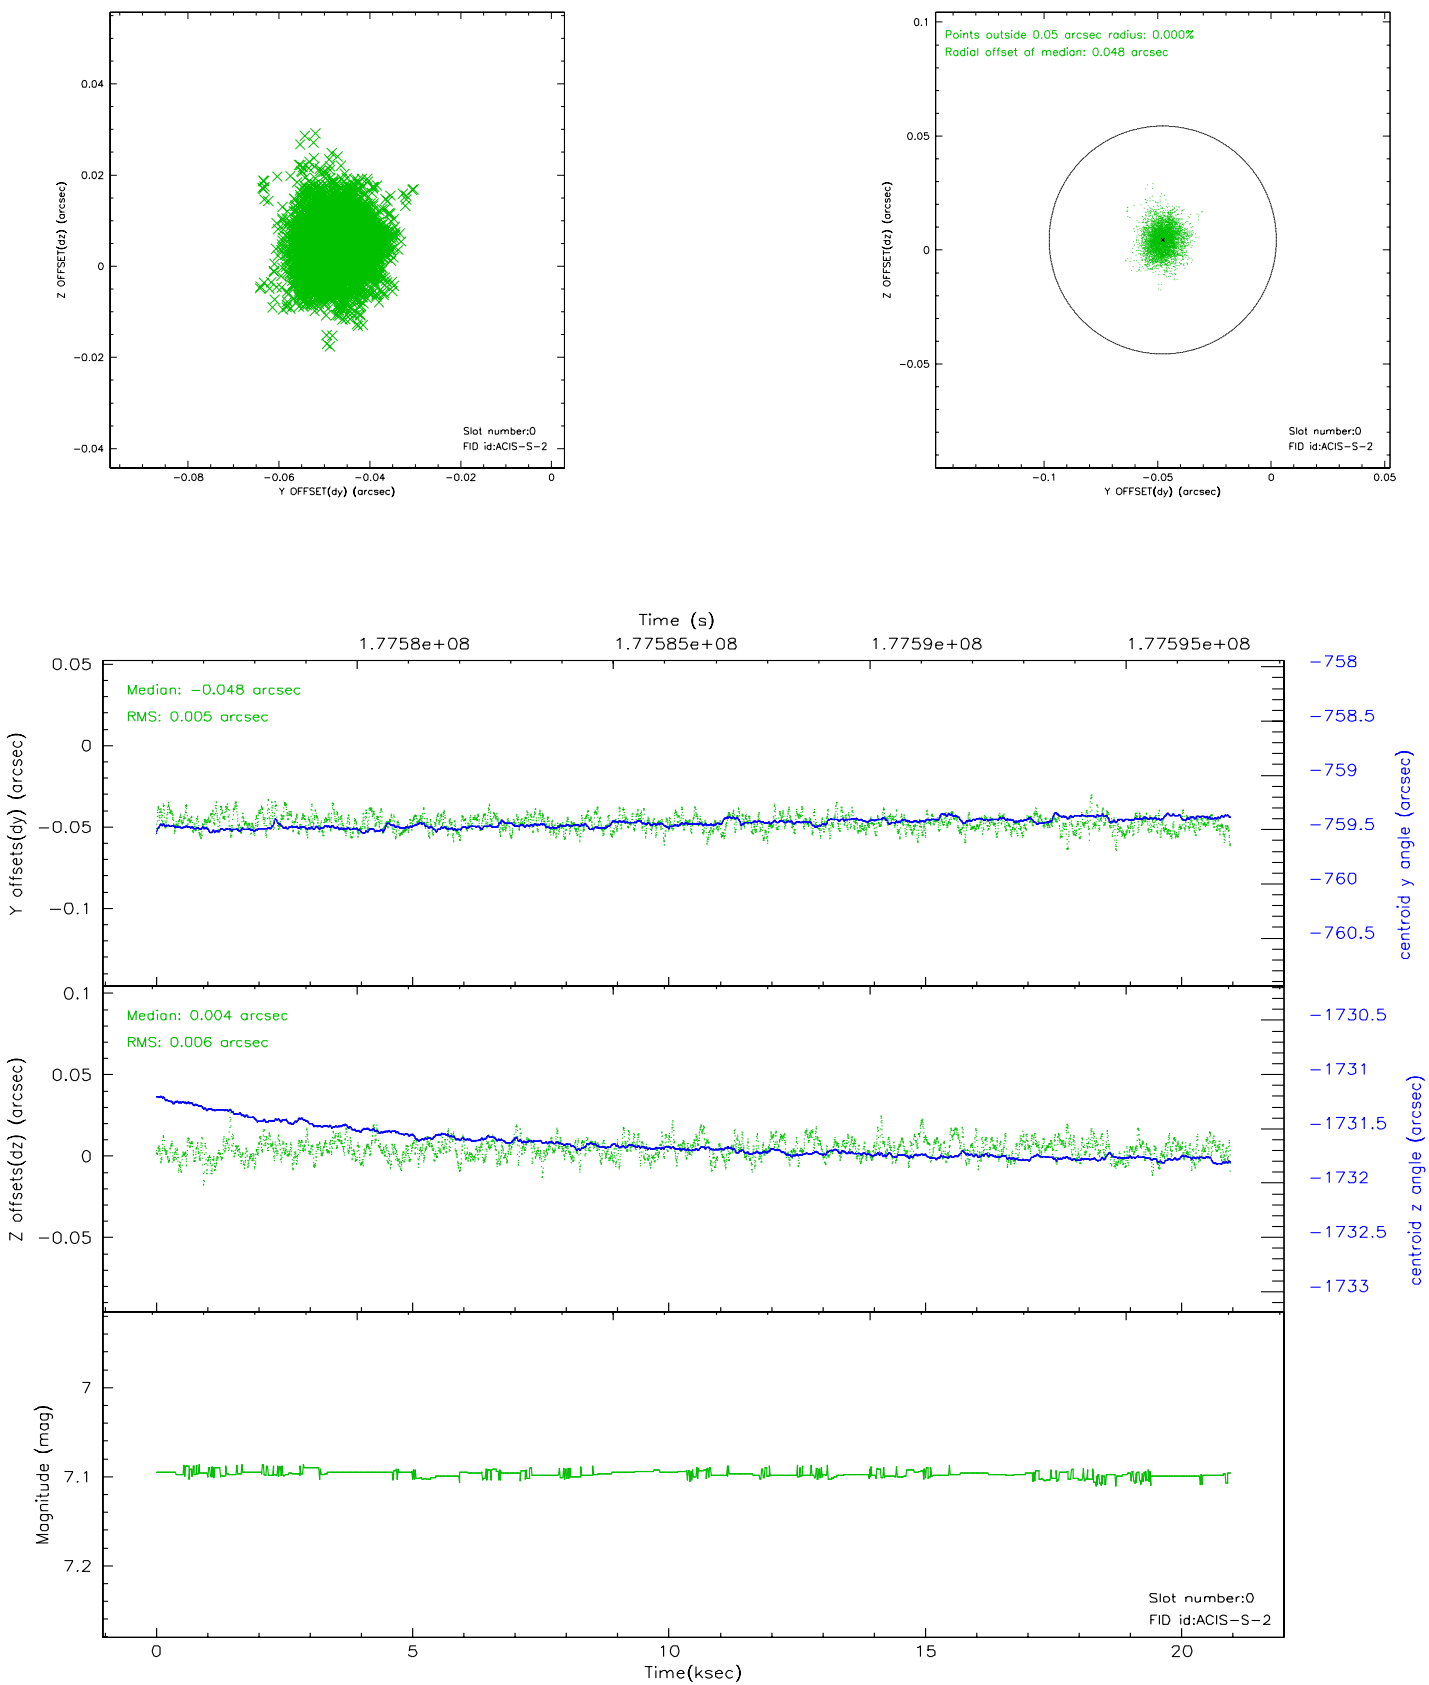 0.04
0.02
0
−0.02
−0.04
Z OFFSET(dz) (arcsec)
Slot number:0
FID id:ACIS−S−2
−0.08
−0.06
−0.04
−0.02
0
Y OFFSET(dy) (arcsec)
0.1
0.05
0
−0.05
Z OFFSET(dz) (arcsec)
Points outside 0.05 arcsec radius: 0.000%
Radial offset of median: 0.048 arcsec
Slot number:0
FID id:ACIS−S−2
−0.1
−0.05
0
0.05
Y OFFSET(dy) (arcsec)
Time (s)
1.7758e+08
1.77585e+08
1.7759e+08
1.77595e+08
0.05
0
−0.05
−0.1
Y offsets(dy) (arcsec)
Median: −0.048 arcsec
RMS: 0.005 arcsec
−758
−758.5
−759
−759.5
−760
−760.5
centroid y angle (arcsec)
0.1
0.05
0
−0.05
Z offsets(dz) (arcsec)
Median: 0.004 arcsec
RMS: 0.006 arcsec
−1730.5
−1731
−1731.5
−1732
−1732.5
−1733
centroid z angle (arcsec)
7
7.1
7.2
Magnitude (mag)
Slot number:0
FID id:ACIS−S−2
0
5
10
15
20
Time(ksec)